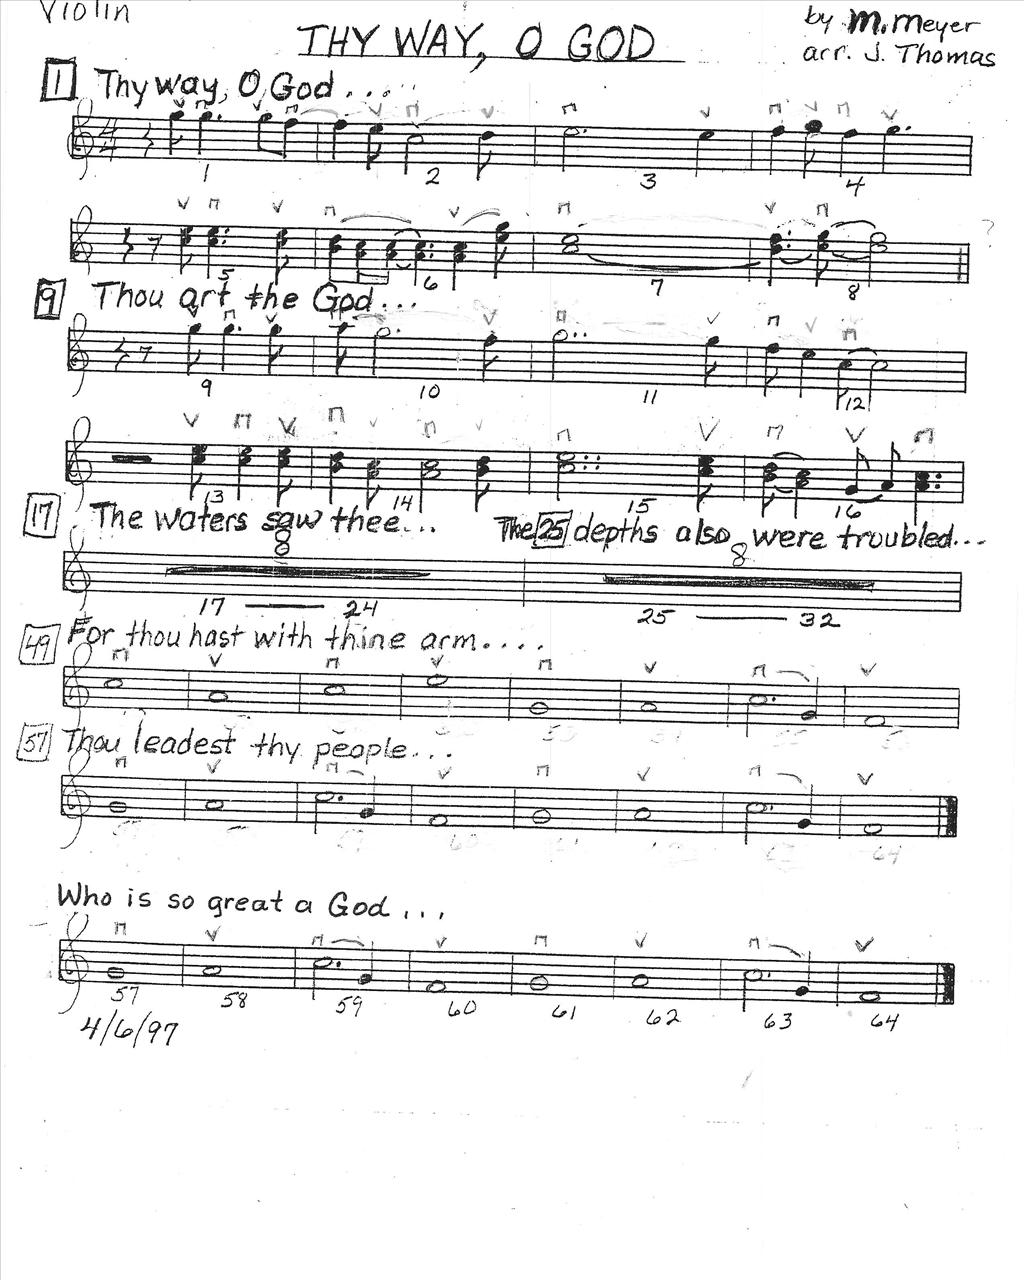 Violin
THY WAY, O GOD
by M. Meyer
arr. J. Thomas
1 Thy way, O God...
1 2 3 4
5 6 7 8
?
9 Thou art the God...
9 10 11 12
13 14 15 16
17 The waters saw thee... The 25 depths also were troubled...
8 8
17 — 24 25 — 32
49 For thou hast with thine arm....
57 Thou leadest thy people...
60 61 63 64
Who is so great a God...
57 58 59 60 61 62 63 64
4/6/97